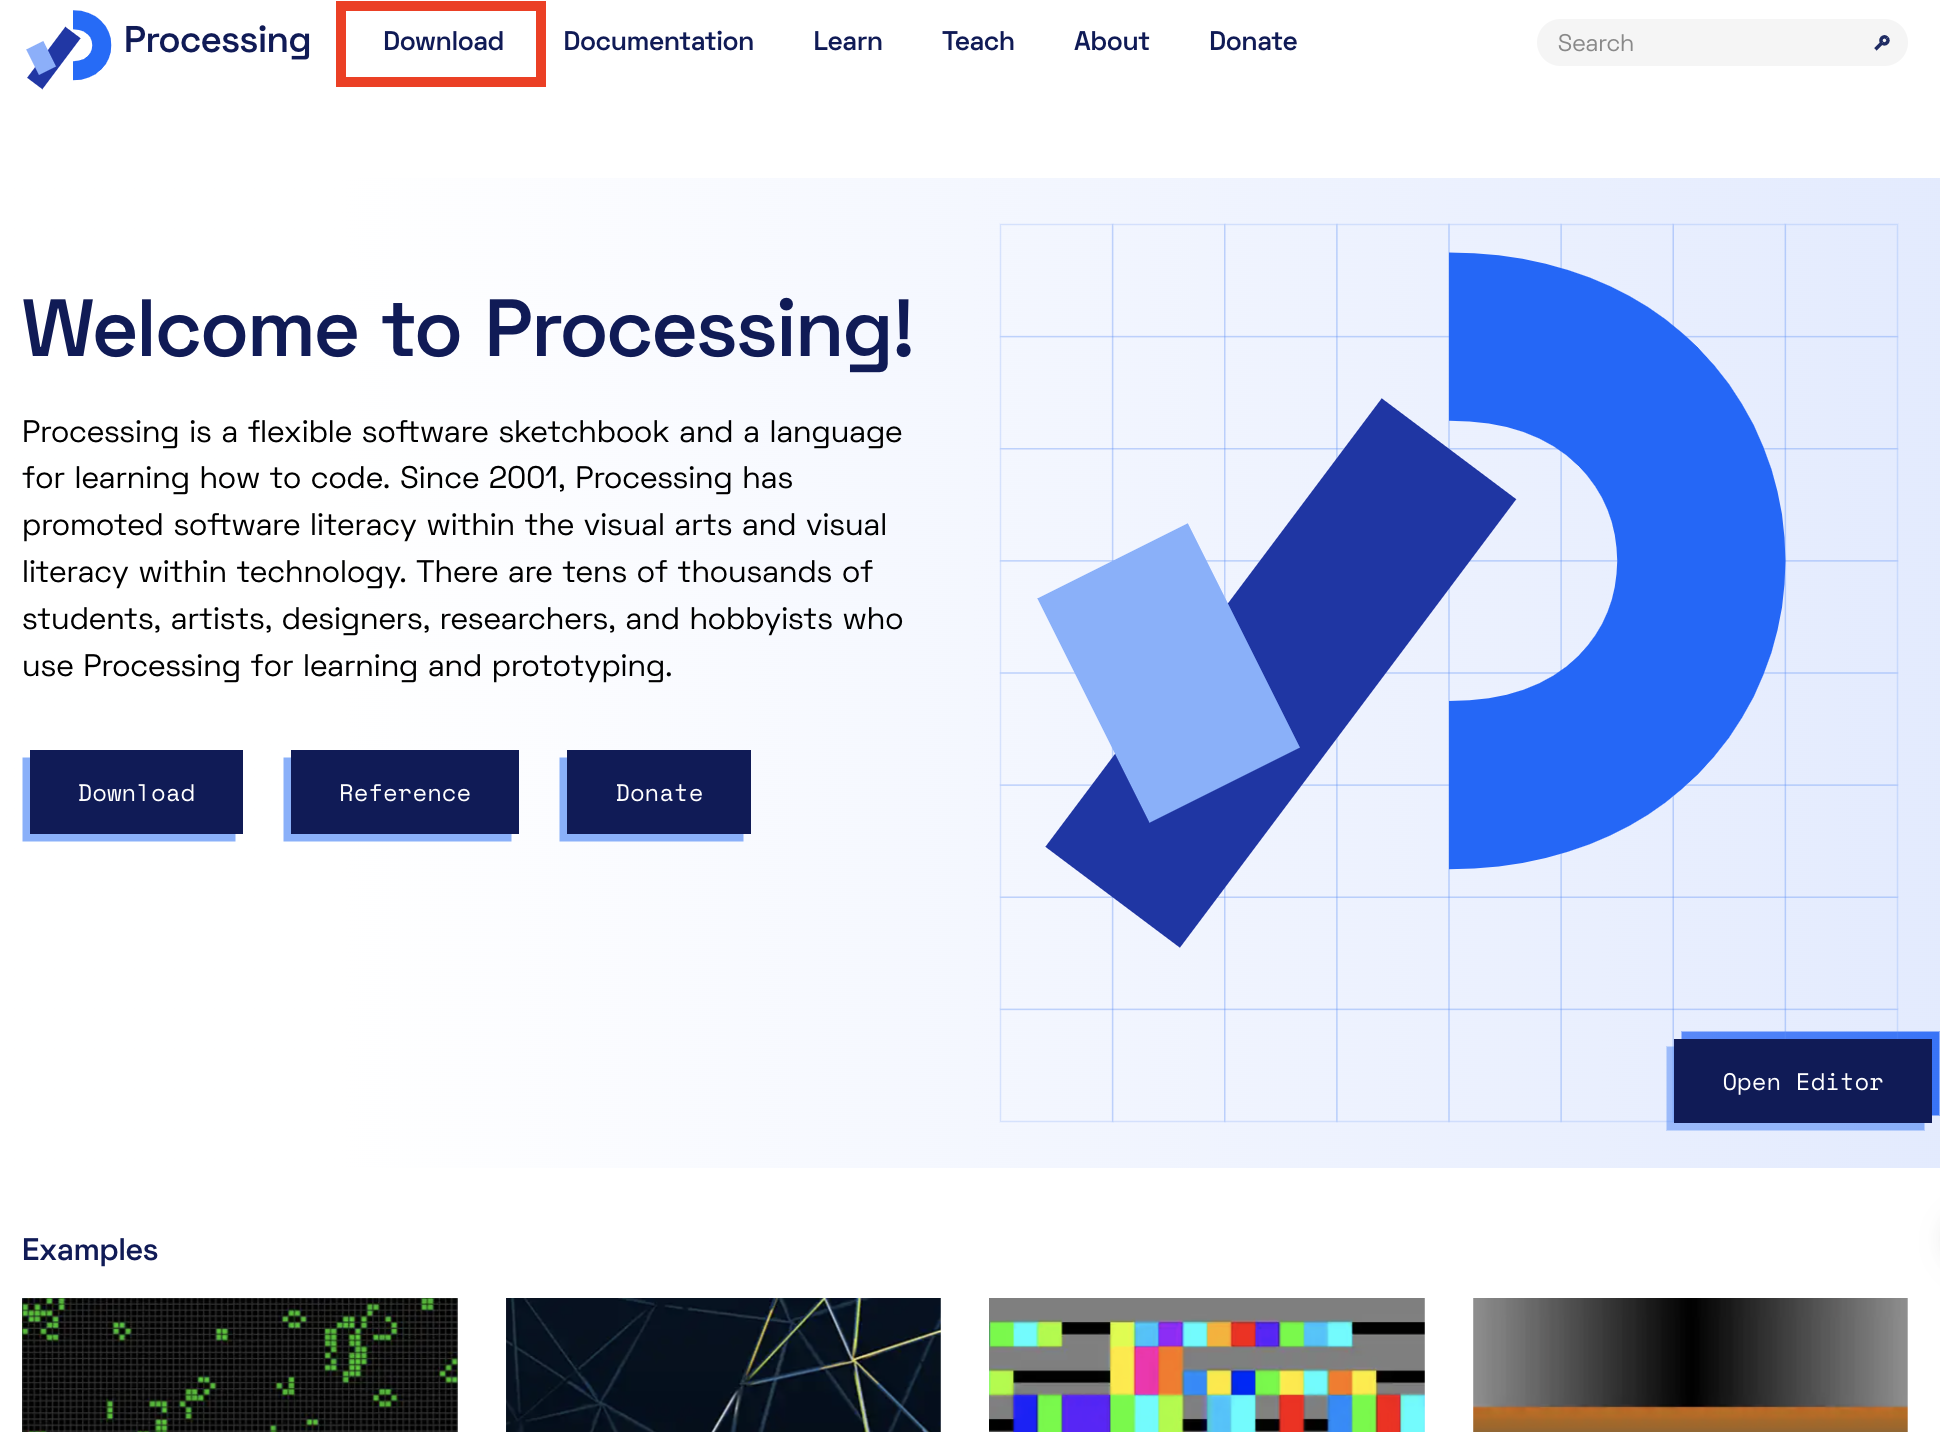 Processing
Download
Documentation
Learn
Teach
About
Donate
Search
Welcome to Processing!
Processing is a flexible software sketchbook and a language
for learning how to code. Since 2001, Processing has
promoted software literacy within the visual arts and visual
literacy within technology. There are tens of thousands of
students, artists, designers, researchers, and hobbyists who
use Processing for learning and prototyping.
Download
Reference
Donate
Open Editor
Examples